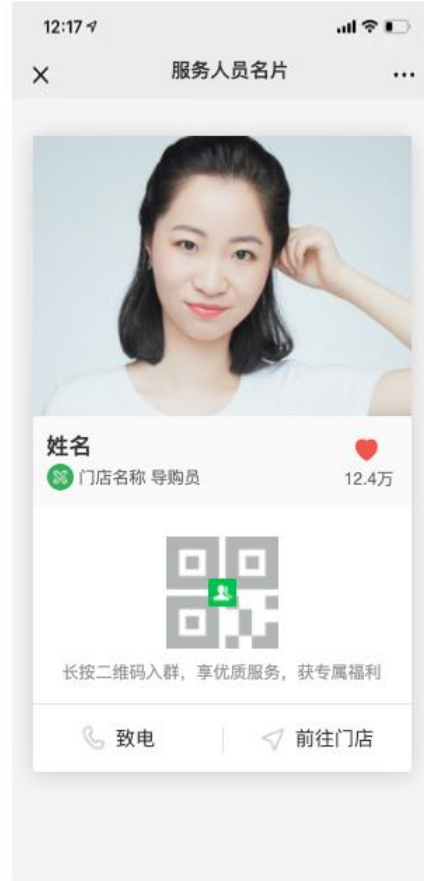 12:17
服务人员名片
姓名
门店名称 导购员
12.4万
长按二维码入群，享优质服务，获专属福利
致电
前往门店